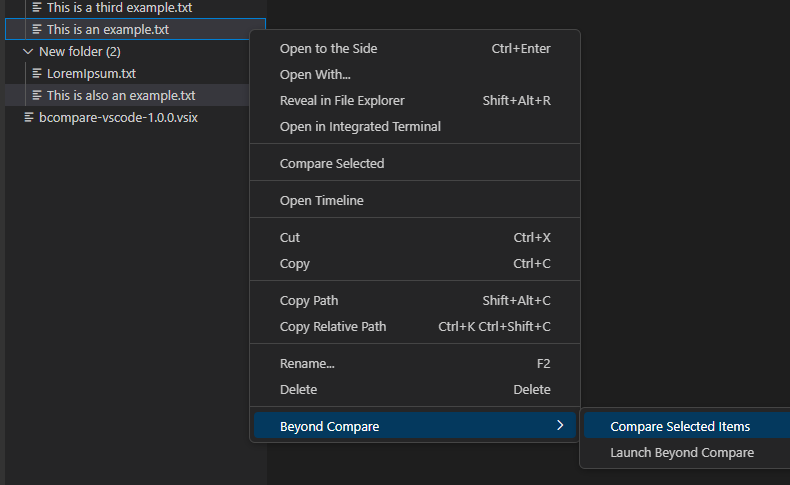 This is a third example.txt
This is an example.txt
New folder (2)
LoremIpsum.txt
This is also an example.txt
bcompare-vscode-1.0.0.vsix
Open to the Side Ctrl+Enter
Open With...
Reveal in File Explorer Shift+Alt+R
Open in Integrated Terminal
Compare Selected
Open Timeline
Cut Ctrl+X
Copy Ctrl+C
Copy Path Shift+Alt+C
Copy Relative Path Ctrl+K Ctrl+Shift+C
Rename... F2
Delete Delete
Beyond Compare
Compare Selected Items
Launch Beyond Compare